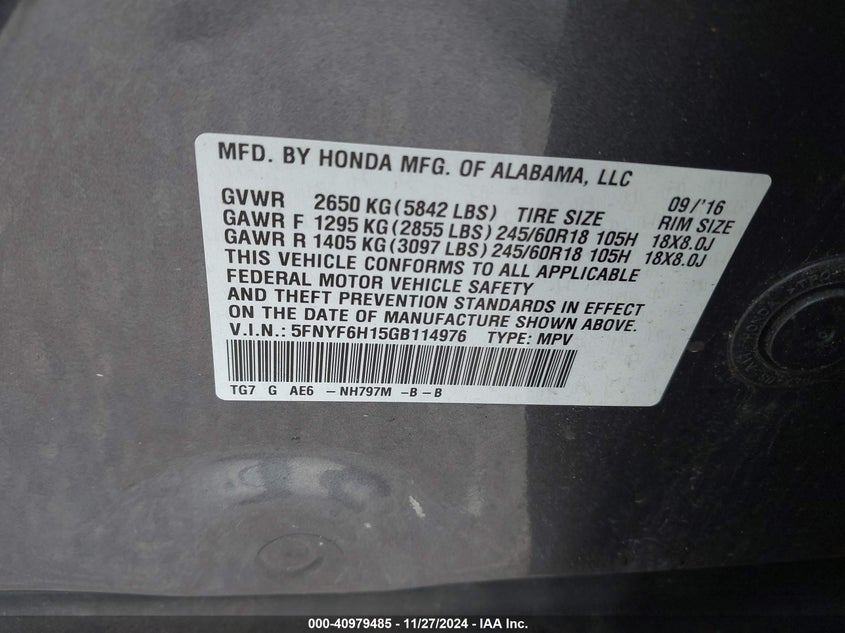 MFD. BY HONDA MFG. OF ALABAMA, LLC 09/'16
GVWR 2650 KG (5842 LBS) TIRE SIZE RIM SIZE
GAWR F 1295 KG (2855 LBS) 245/60R18 105H 18X8.0J
GAWR R 1405 KG (3097 LBS) 245/60R18 105H 18X8.0J
THIS VEHICLE CONFORMS TO ALL APPLICABLE
FEDERAL MOTOR VEHICLE SAFETY
AND THEFT PREVENTION STANDARDS IN EFFECT
ON THE DATE OF MANUFACTURE SHOWN ABOVE.
V.I.N.: 5FNYF6H15GB114976 TYPE: MPV
TG7 G AE6 -NH797M -B-B
HONDA
000-40979485 - 11/27/2024 - IAA Inc.